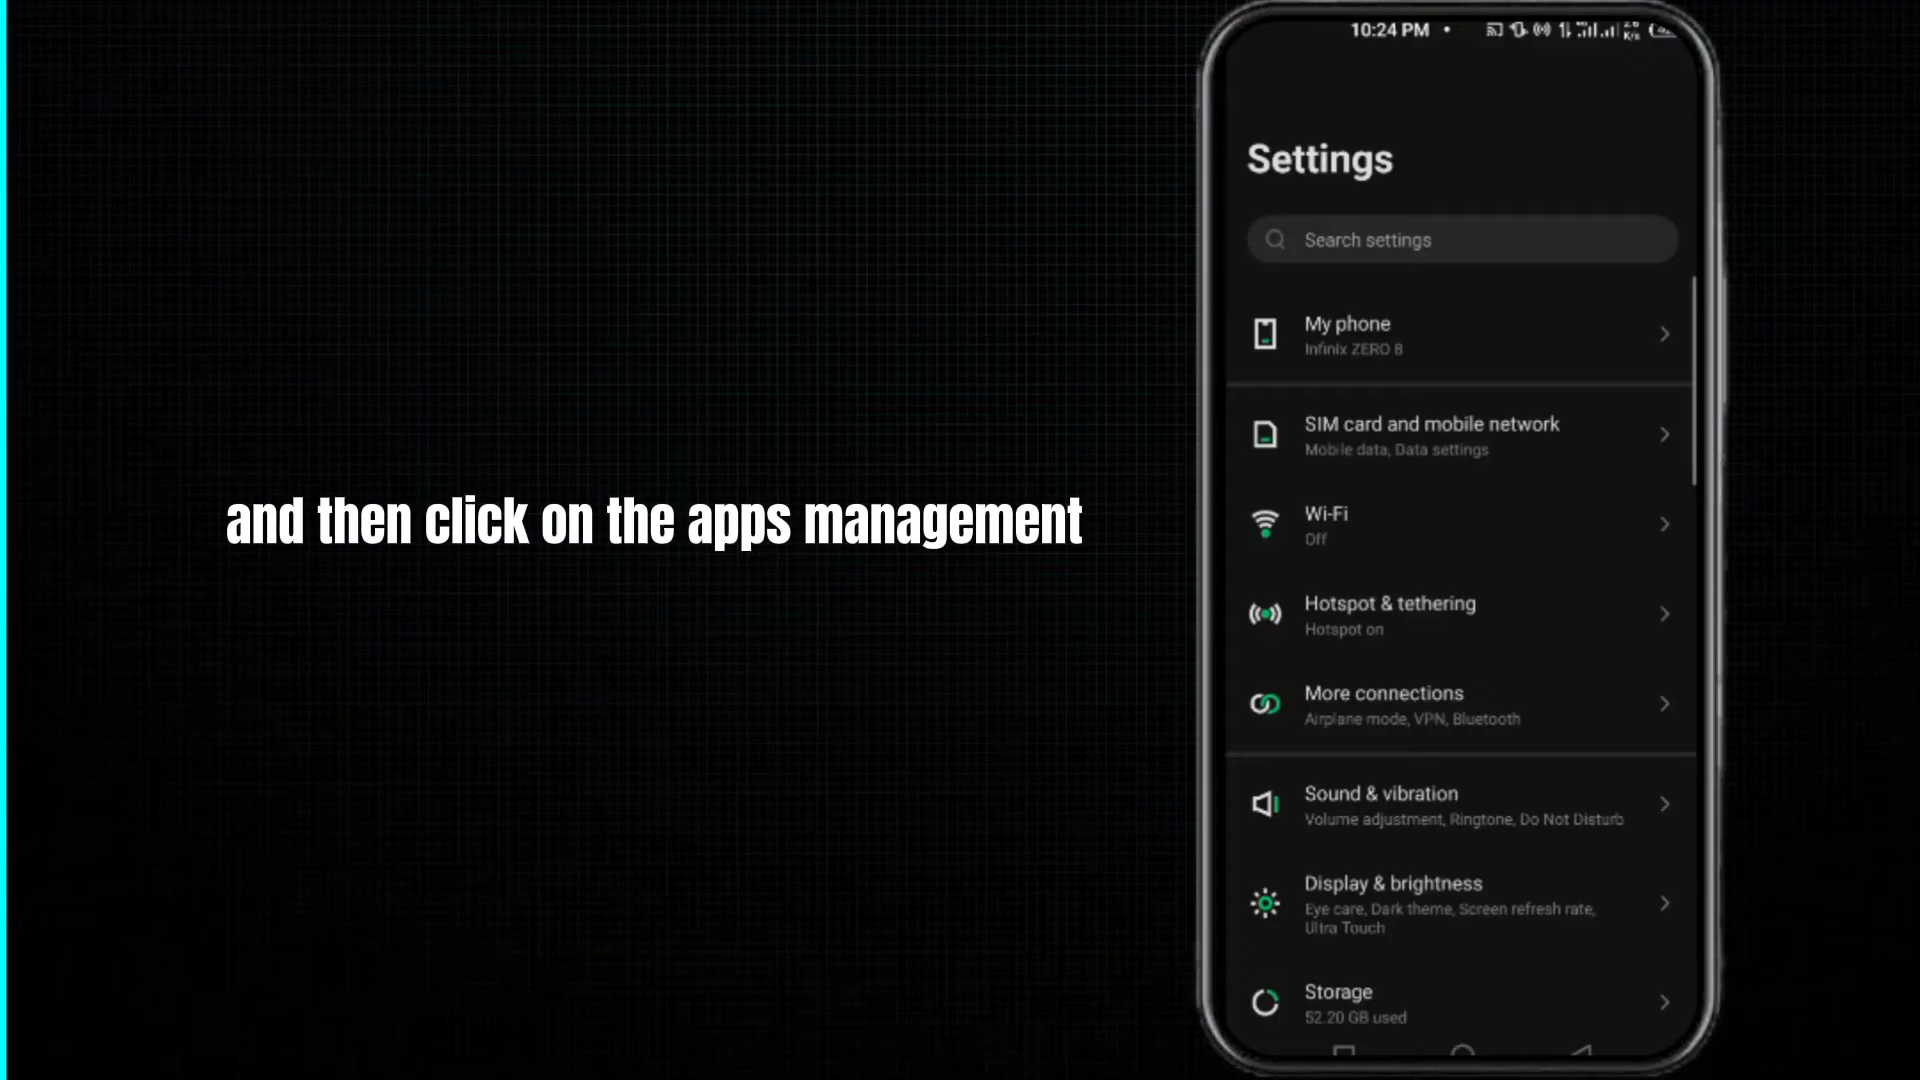 10:24 PM
Settings
Search settings
My phone
Infinix ZERO 8
SIM card and mobile network
Mobile data, Data settings
Wi-Fi
Off
and then click on the apps management
Hotspot & tethering
Hotspot on
More connections
Airplane mode, VPN, Bluetooth
Sound & vibration
Volume adjustment, Ringtone, Do Not Disturb
Display & brightness
Eye care, Dark theme, Screen refresh rate,
Ultra Touch
Storage
52.20 GB used